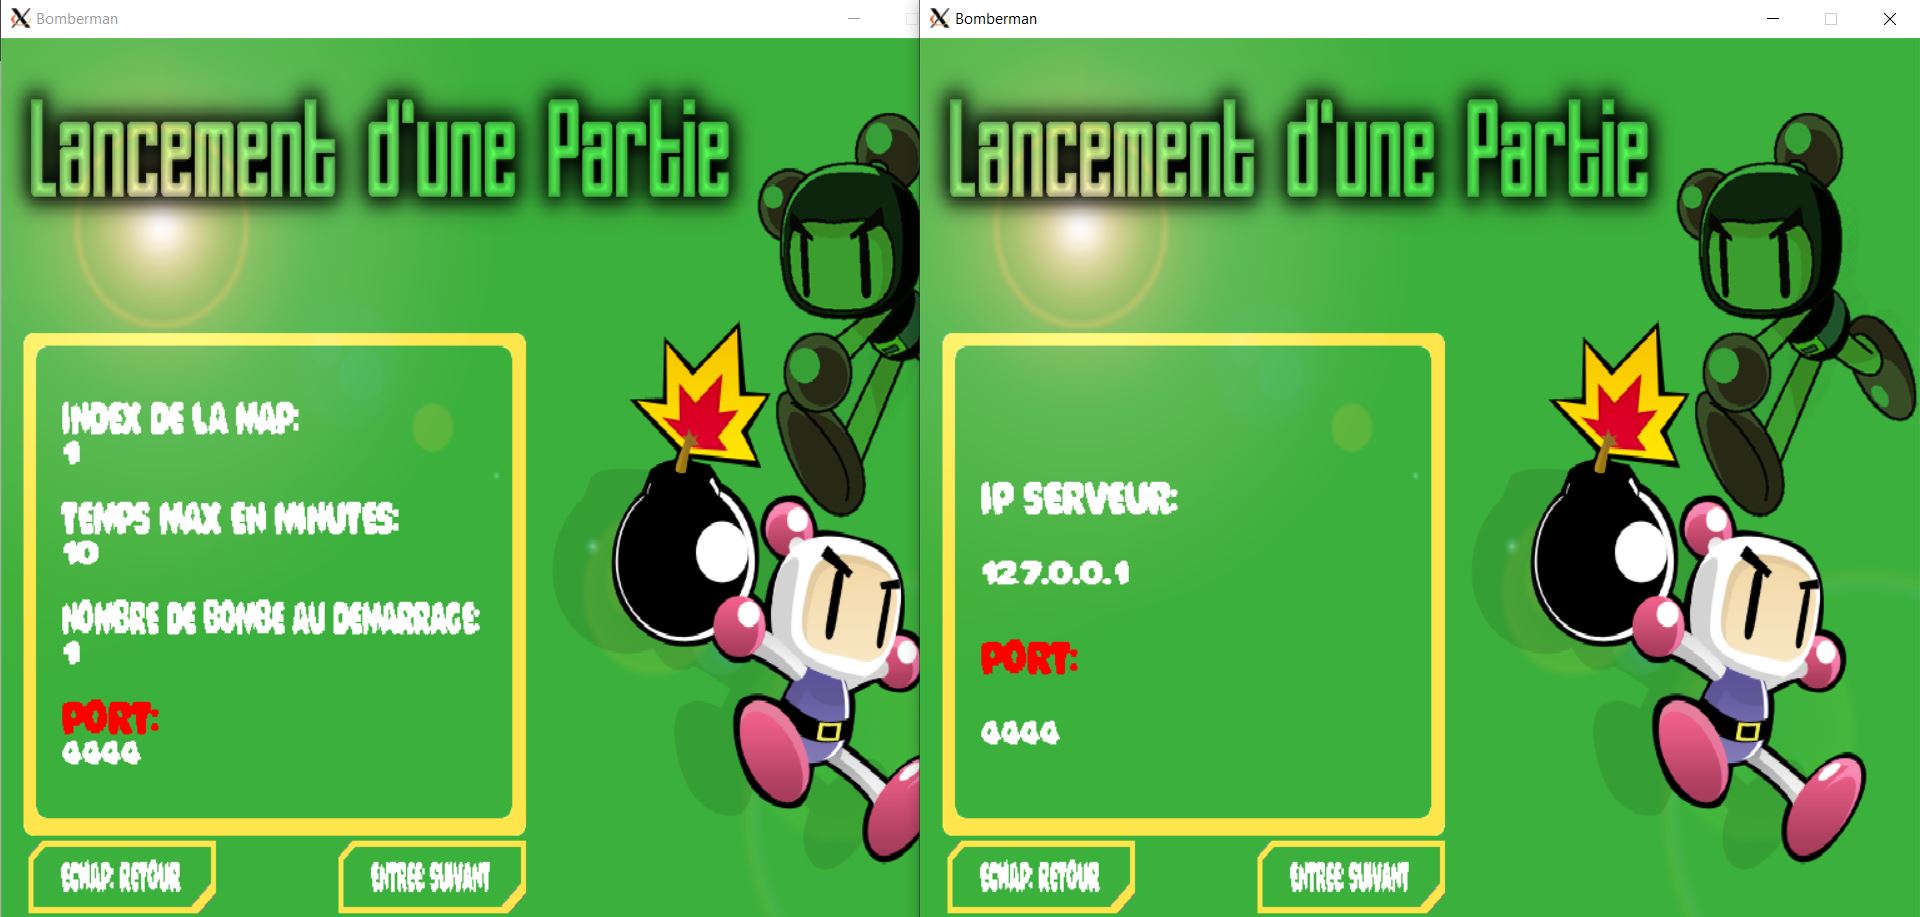 Bomberman
Lancement d'une Partie
INDEX DE LA MAP:
1
TEMPS MAX EN MINUTES:
10
NOMBRE DE BOMBE AU DEMARRAGE:
1
PORT:
4444
ECHAP: RETOUR
ENTREE: SUIVANT
Bomberman
Lancement d'une Partie
IP SERVEUR:
127.0.0.1
PORT:
4444
ECHAP: RETOUR
ENTREE: SUIVANT